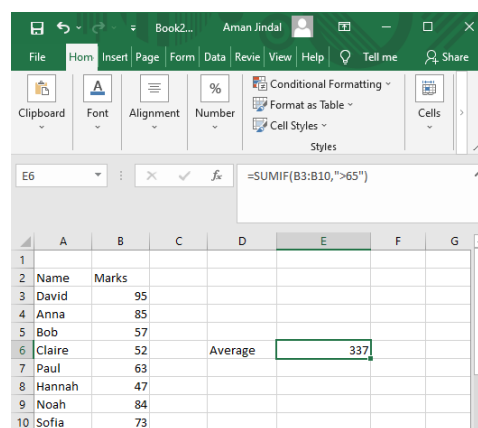 Book2... Aman Jindal
File Hom Insert Page Form Data Revie View Help Tell me Share
Clipboard Font Alignment Number Conditional Formatting Format as Table Cell Styles Cells
Styles
E6 fx =SUMIF(B3:B10,">65")
A B C D E F G
1
2 Name Marks
3 David 95
4 Anna 85
5 Bob 57
6 Claire 52 Average 337
7 Paul 63
8 Hannah 47
9 Noah 84
10 Sofia 73